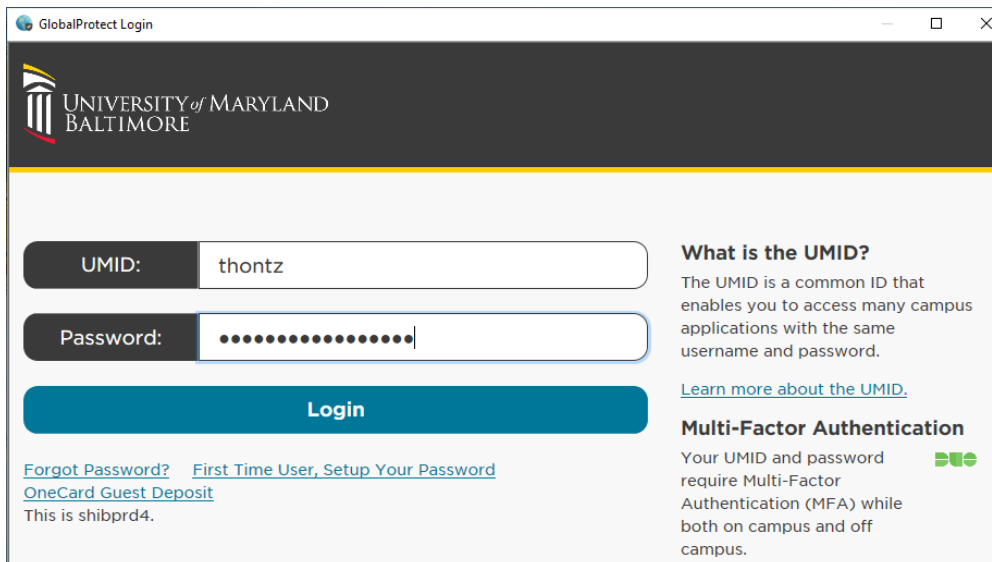 GlobalProtect Login
UNIVERSITY of MARYLAND
BALTIMORE
UMID:
thontz
Password:
•••••••••••••••••
Login
Forgot Password? First Time User, Setup Your Password
OneCard Guest Deposit
This is shibprd4.
What is the UMID?
The UMID is a common ID that
enables you to access many campus
applications with the same
username and password.
Learn more about the UMID.
Multi-Factor Authentication
Your UMID and password
require Multi-Factor
Authentication (MFA) while
both on campus and off
campus.
DUO